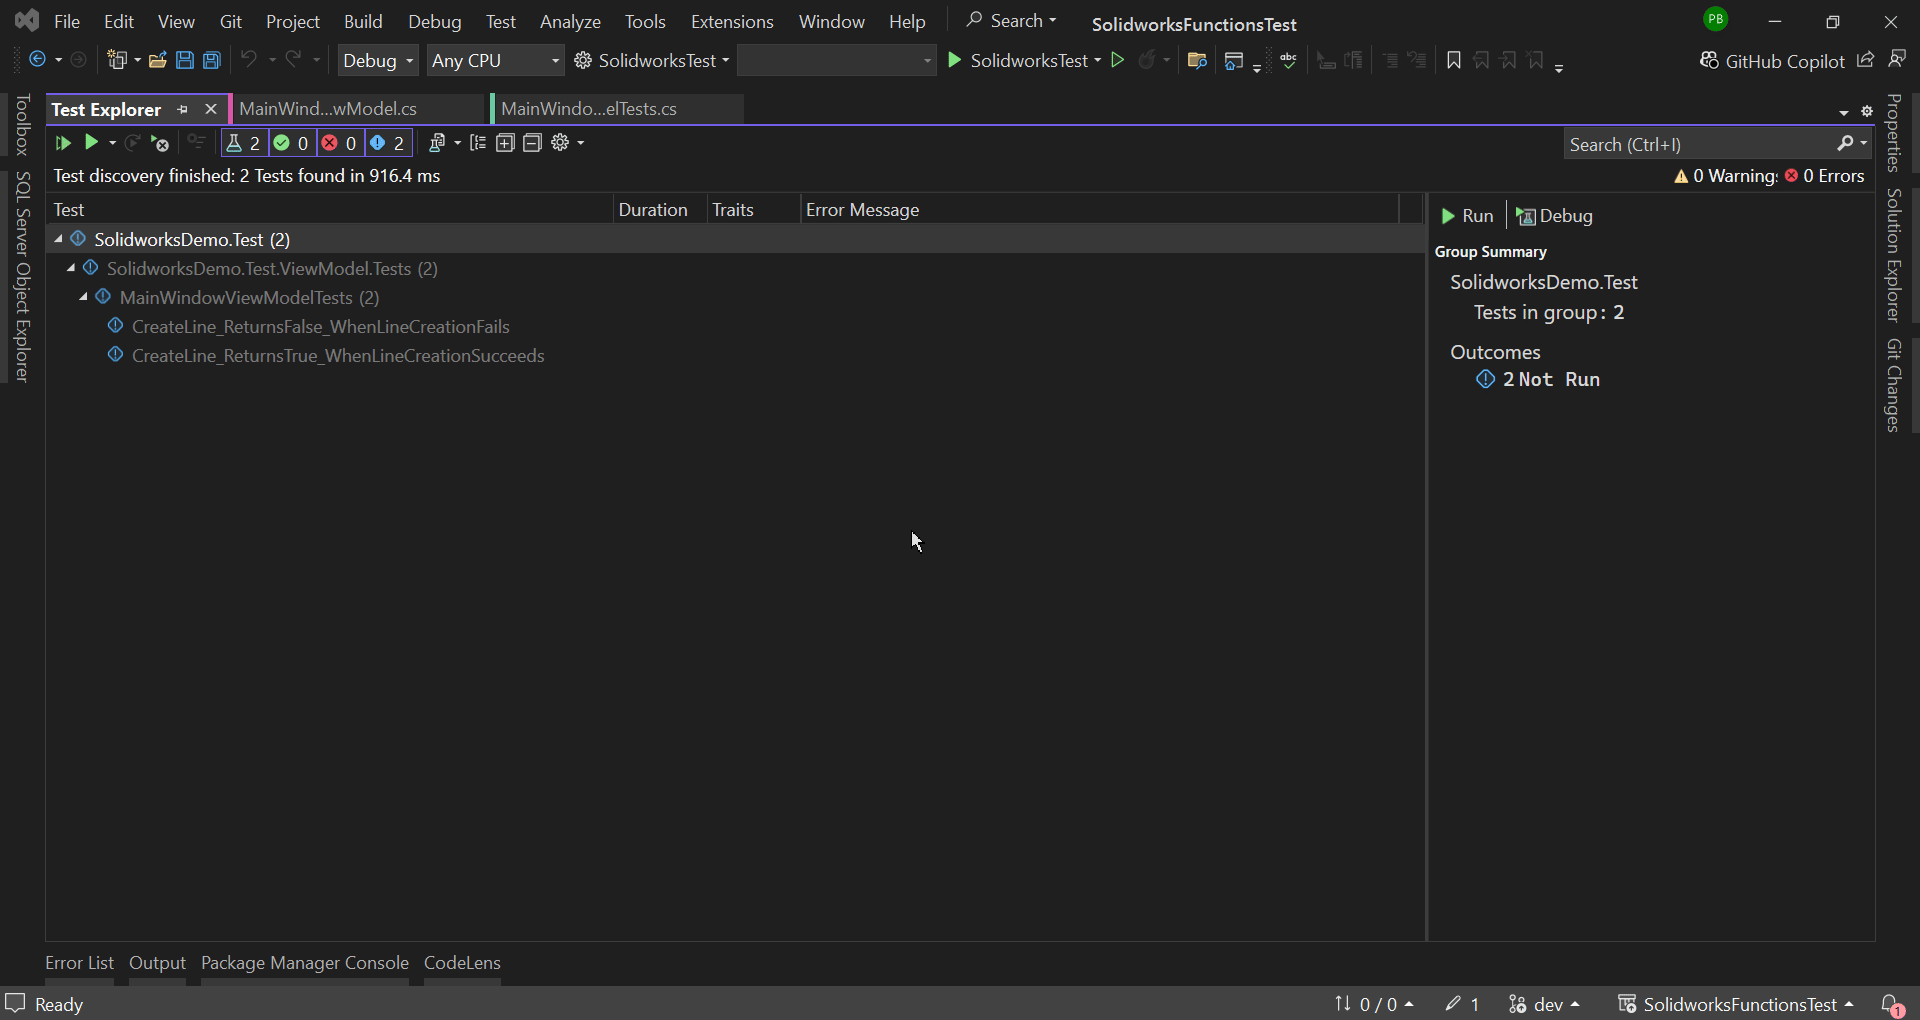 File Edit View Git Project Build Debug Test Analyze Tools Extensions Window Help Search SolidworksFunctionsTest PB
Debug Any CPU SolidworksTest SolidworksTest abc GitHub Copilot
Toolbox
SQL Server Object Explorer
Test Explorer MainWind...wModel.cs MainWindo...elTests.cs
2 0 0 2 Search (Ctrl+I)
Test discovery finished: 2 Tests found in 916.4 ms 0 Warning: 0 Errors
Test Duration Traits Error Message
SolidworksDemo.Test (2)
SolidworksDemo.Test.ViewModel.Tests (2)
MainWindowViewModelTests (2)
CreateLine_ReturnsFalse_WhenLineCreationFails
CreateLine_ReturnsTrue_WhenLineCreationSucceeds
Run Debug
Group Summary
SolidworksDemo.Test
Tests in group: 2
Outcomes
2 Not Run
Properties
Solution Explorer
Git Changes
Error List Output Package Manager Console CodeLens
Ready 0 / 0 1 dev SolidworksFunctionsTest 1